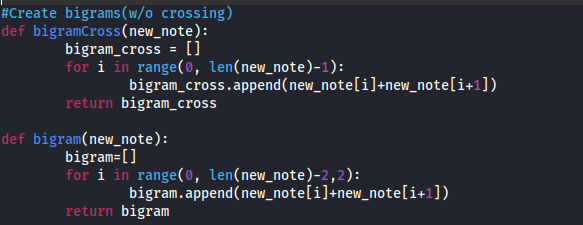 #Create bigrams(w/o crossing)
def bigramCross(new_note):
        bigram_cross = []
        for i in range(0, len(new_note)-1):
                bigram_cross.append(new_note[i]+new_note[i+1])
        return bigram_cross

def bigram(new_note):
        bigram=[]
        for i in range(0, len(new_note)-2,2):
                bigram.append(new_note[i]+new_note[i+1])
        return bigram